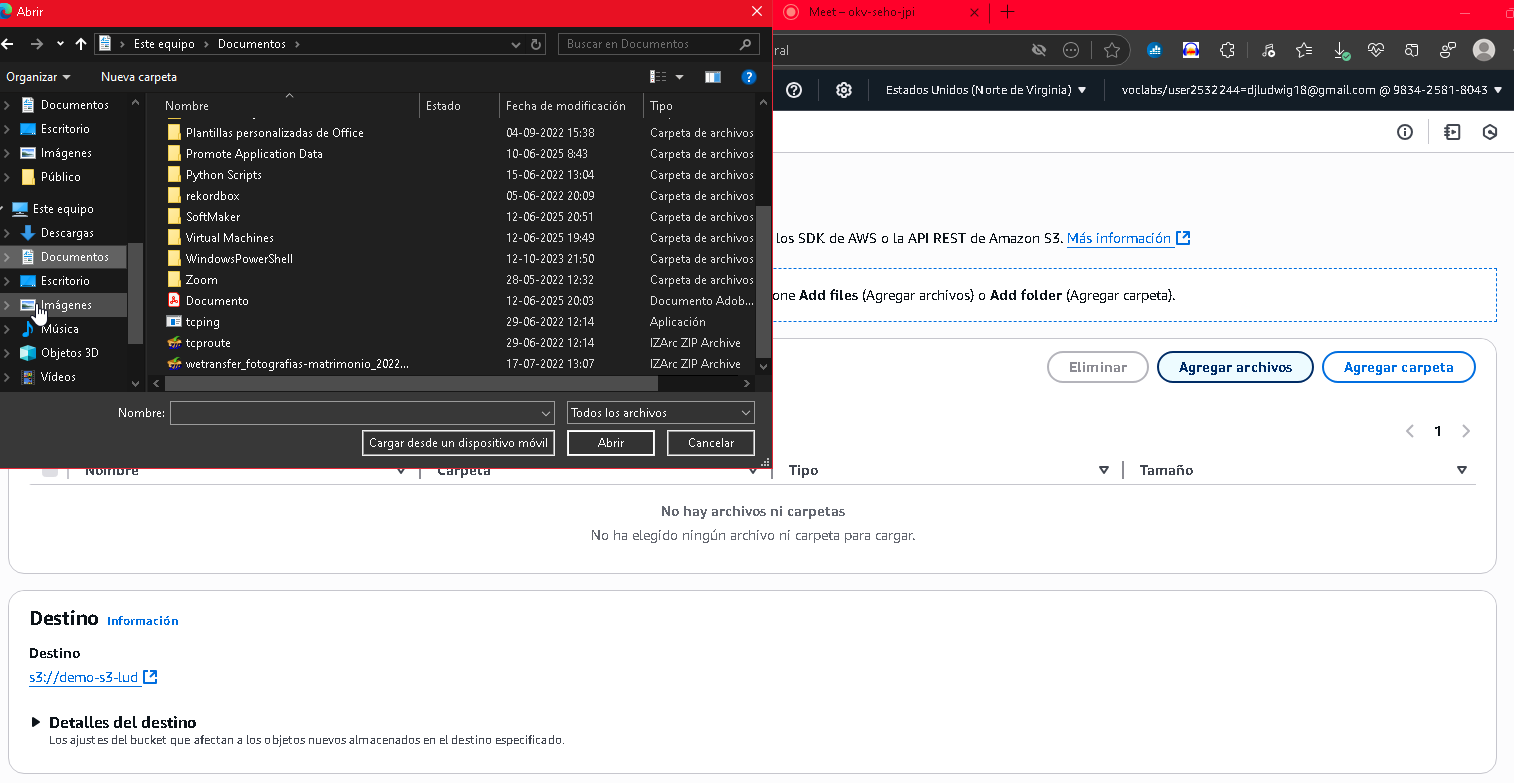 Abrir
Meet – okv-seho-jpj
Este equipo
Documentos
Buscar en Documentos
Organizar
Nueva carpeta
Estados Unidos (Norte de Virginia)
voclabs/user2532244=djludwig18@gmail.com @ 9834-2581-8043
Documentos
Escritorio
Imágenes
Público
Este equipo
Descargas
Documentos
Escritorio
Imágenes
Música
Objetos 3D
Vídeos
Nombre Estado Fecha de modificación Tipo
Plantillas personalizadas de Office 04-09-2022 15:38 Carpeta de archivos
Promote Application Data 10-06-2025 8:43 Carpeta de archivos
Python Scripts 15-06-2022 13:04 Carpeta de archivos
rekordbox 05-06-2022 20:09 Carpeta de archivos
SoftMaker 12-06-2025 20:51 Carpeta de archivos
Virtual Machines 12-06-2025 19:49 Carpeta de archivos
WindowsPowerShell 12-10-2023 21:50 Carpeta de archivos
Zoom 28-05-2022 12:32 Carpeta de archivos
Documento 12-06-2025 20:03 Documento Adob...
tcping 29-06-2022 12:14 Aplicación
tcproute 29-06-2022 12:14 IZArc ZIP Archive
wetransfer_fotografias-matrimonio_2022... 17-07-2022 13:07 IZArc ZIP Archive
Nombre:
Todos los archivos
Cargar desde un dispositivo móvil
Abrir
Cancelar
los SDK de AWS o la API REST de Amazon S3. Más información
one Add files (Agregar archivos) o Add folder (Agregar carpeta).
Eliminar
Agregar archivos
Agregar carpeta
1
Nombre Carpeta Tipo Tamaño
No hay archivos ni carpetas
No ha elegido ningún archivo ni carpeta para cargar.
Destino Información
Destino
s3://demo-s3-lud
Detalles del destino
Los ajustes del bucket que afectan a los objetos nuevos almacenados en el destino especificado.